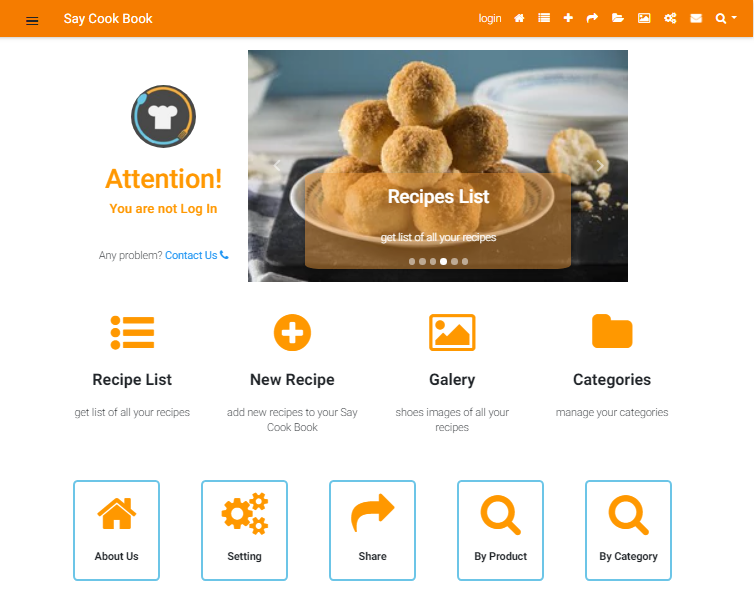 Say Cook Book
login
Attention!
You are not Log In
Any problem? Contact Us
Recipes List
get list of all your recipes
Recipe List
get list of all your recipes
New Recipe
add new recipes to your Say
Cook Book
Galery
shoes images of all your
recipes
Categories
manage your categories
About Us
Setting
Share
By Product
By Category